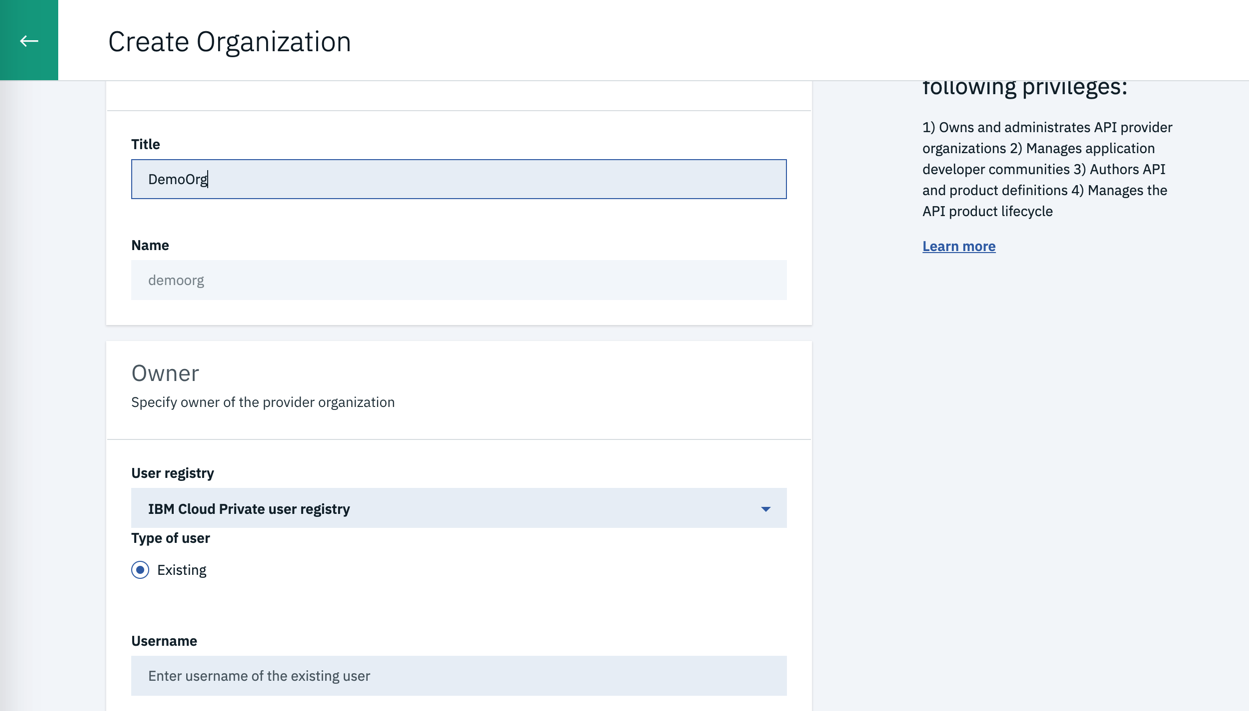 Create Organization
following privileges:
1) Owns and administrates API provider
organizations 2) Manages application
developer communities 3) Authors API
and product definitions 4) Manages the
API product lifecycle
Learn more
Title
DemoOrg
Name
demoorg
Owner
Specify owner of the provider organization
User registry
IBM Cloud Private user registry
Type of user
Existing
Username
Enter username of the existing user